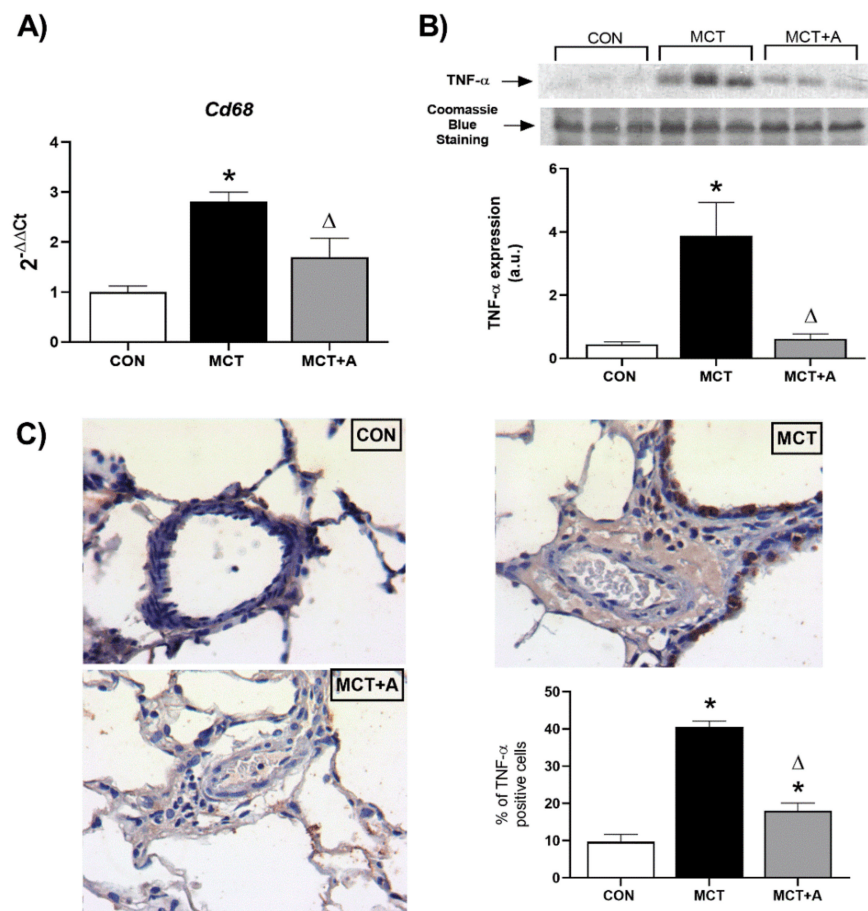 A)
Cd68
2-ΔΔCt
4
3
2
1
0
*
Δ
CON
MCT
MCT+A
B)
CON
MCT
MCT+A
TNF-α
Coomassie
Blue
Staining
TNF-α expression
(a.u.)
6
4
2
0
*
Δ
CON
MCT
MCT+A
C)
CON
MCT
MCT+A
% of TNF-α
positive cells
50
40
30
20
10
0
*
Δ
*
CON
MCT
MCT+A